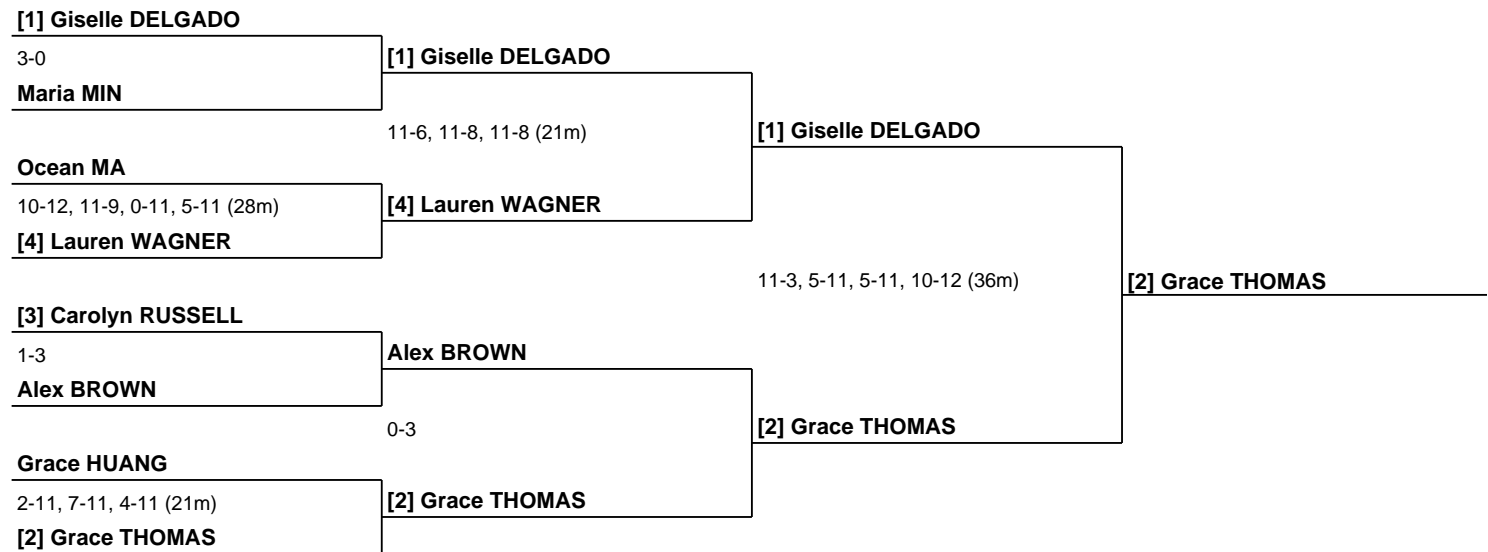 [1] Giselle DELGADO
3-0
[1] Giselle DELGADO
Maria MIN
11-6, 11-8, 11-8 (21m)
[1] Giselle DELGADO
Ocean MA
10-12, 11-9, 0-11, 5-11 (28m)
[4] Lauren WAGNER
[4] Lauren WAGNER
11-3, 5-11, 5-11, 10-12 (36m)
[2] Grace THOMAS
[3] Carolyn RUSSELL
1-3
Alex BROWN
Alex BROWN
0-3
[2] Grace THOMAS
Grace HUANG
2-11, 7-11, 4-11 (21m)
[2] Grace THOMAS
[2] Grace THOMAS